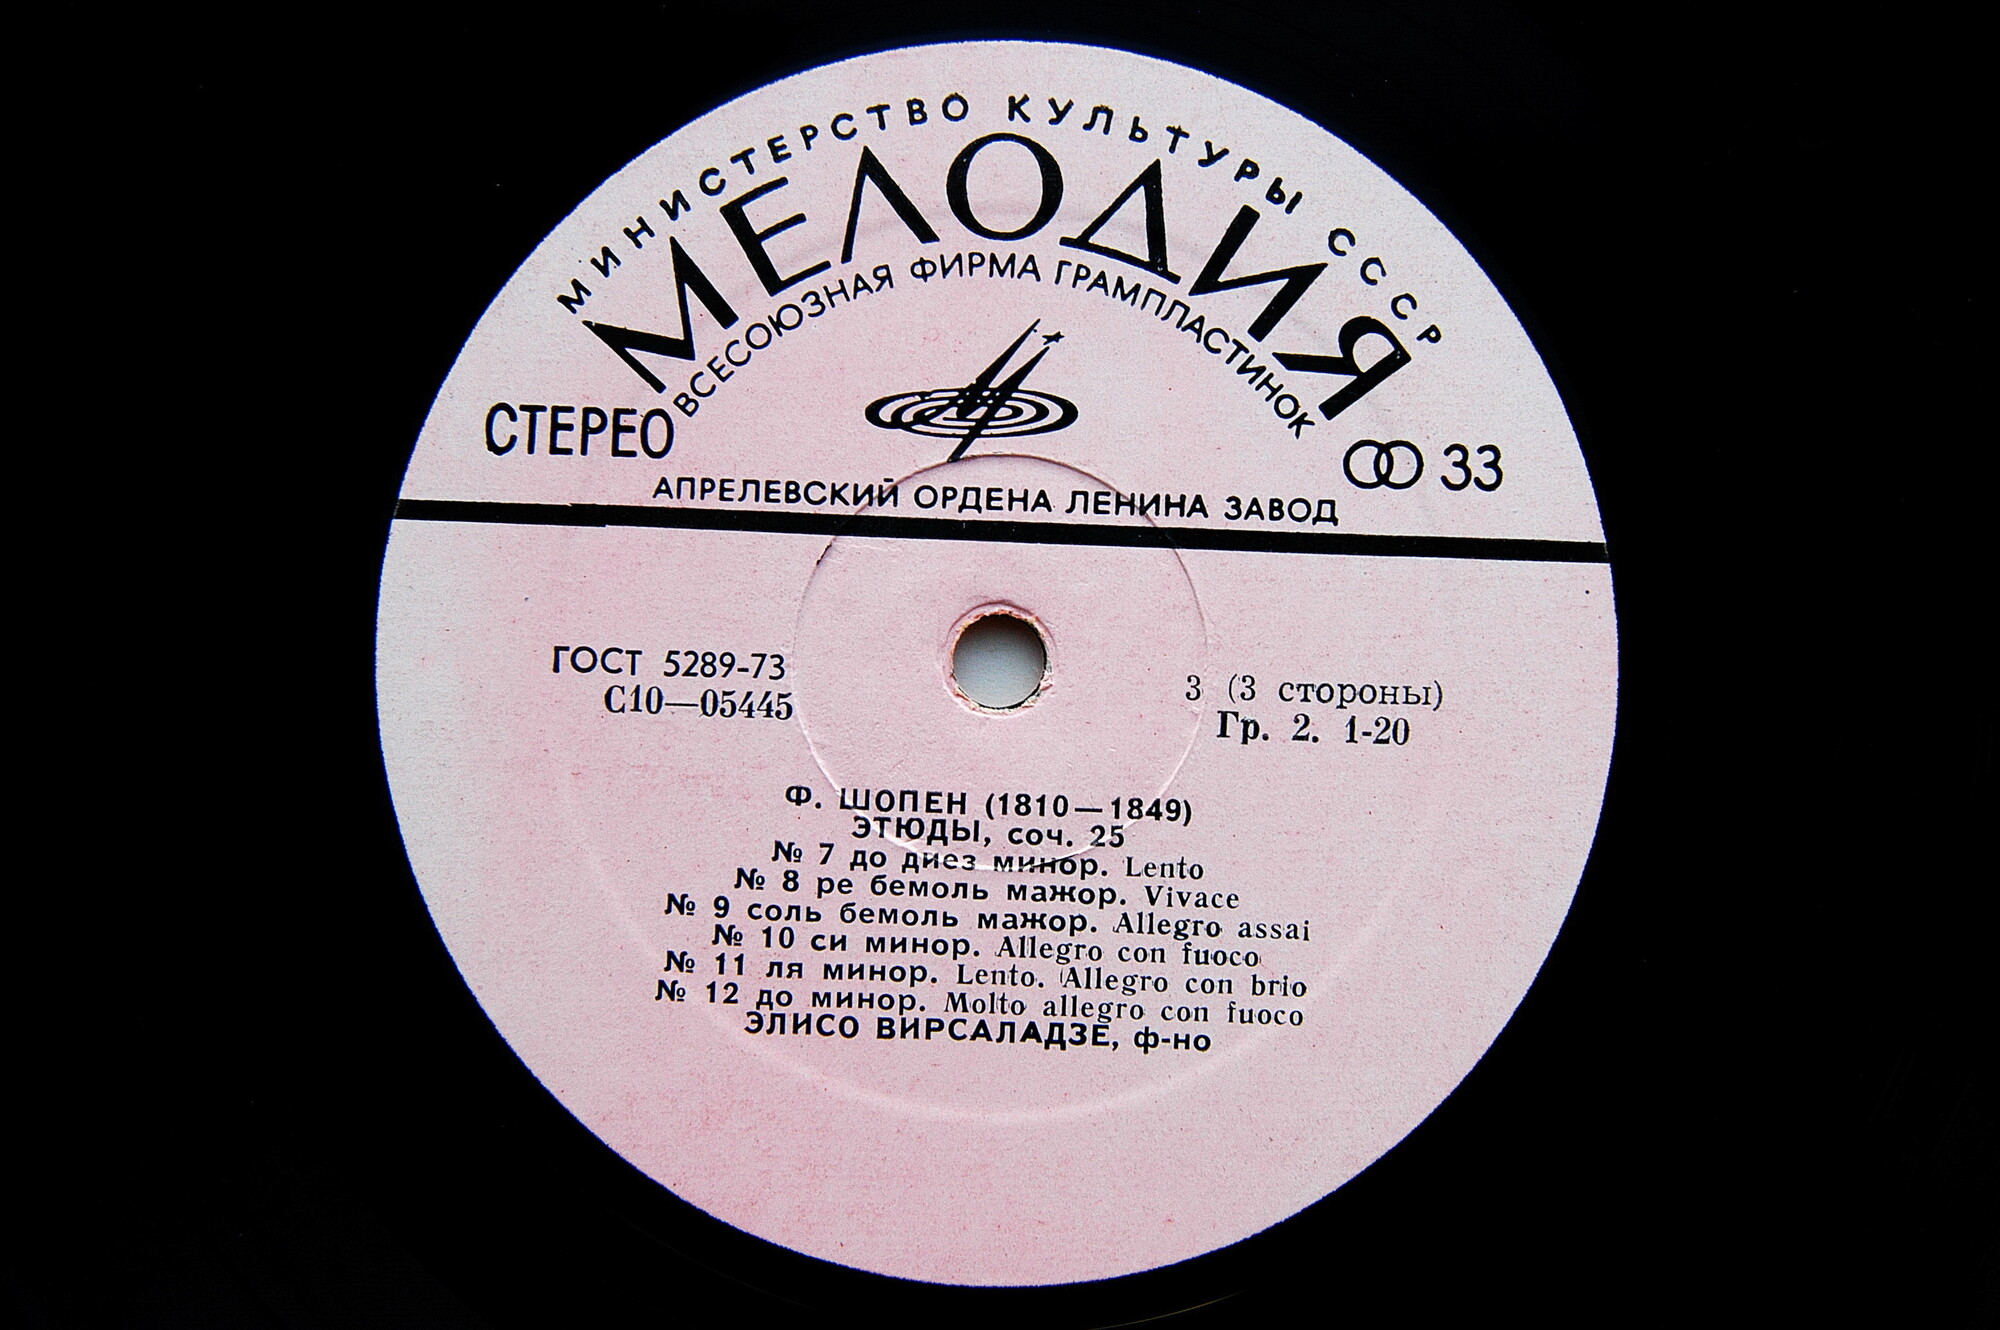 МИНИСТЕРСТВО КУЛЬТУРЫ СССР
МЕЛОДИЯ
ВСЕСОЮЗНАЯ ФИРМА ГРАМПЛАСТИНОК
СТЕРЕО
33
АПРЕЛЕВСКИЙ ОРДЕНА ЛЕНИНА ЗАВОД
ГОСТ 5289-73
С10—05445
3 (3 стороны)
Гр. 2. 1-20
Ф. ШОПЕН (1810—1849)
ЭТЮДЫ, соч. 25
№ 7 до диез минор. Lento
№ 8 ре бемоль мажор. Vivace
№ 9 соль бемоль мажор. Allegro assai
№ 10 си минор. Allegro con fuoco
№ 11 ля минор. Lento. Allegro con brio
№ 12 до минор. Molto allegro con fuoco
ЭЛИСО ВИРСАЛАДЗЕ, ф-но